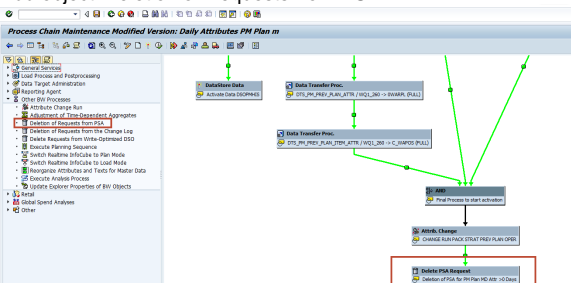 Process Chain Maintenance Modified Version: Daily Attributes PM Plan m
General Services
Load Process and Postprocessing
Data Target Administration
Reporting Agent
Other BW Processes
Attribute Change Run
Adjustment of Time-Dependent Aggregates
Deletion of Requests from PSA
Deletion of Requests from the Change Log
Delete Requests from Write-Optimized DSO
Execute Planning Sequence
Switch Realtime InfoCube to Plan Mode
Switch Realtime InfoCube to Load Mode
Reorganize Attributes and Texts for Master Data
Execute Analysis Process
Update Explorer Properties of BW Objects
Retail
Global Spend Analyses
Other
DataStore Data
Activate Data DSOPMHIS
Data Transfer Proc.
DTS_PM_PREV_PLAN_ATTR / WQ1_260 -> 0WARPL (FULL)
Data Transfer Proc.
DTS_PM_PREV_PLAN_ITEM_ATTR / WQ1_260 -> C_WAPOS (FULL)
AND
Final Process to start activation
Attrib. Change
CHANGE RUN PACK STRAT PREV PLAN OPER
Delete PSA Request
Deletion of PSA for PM Plan MD Attr >0 Days